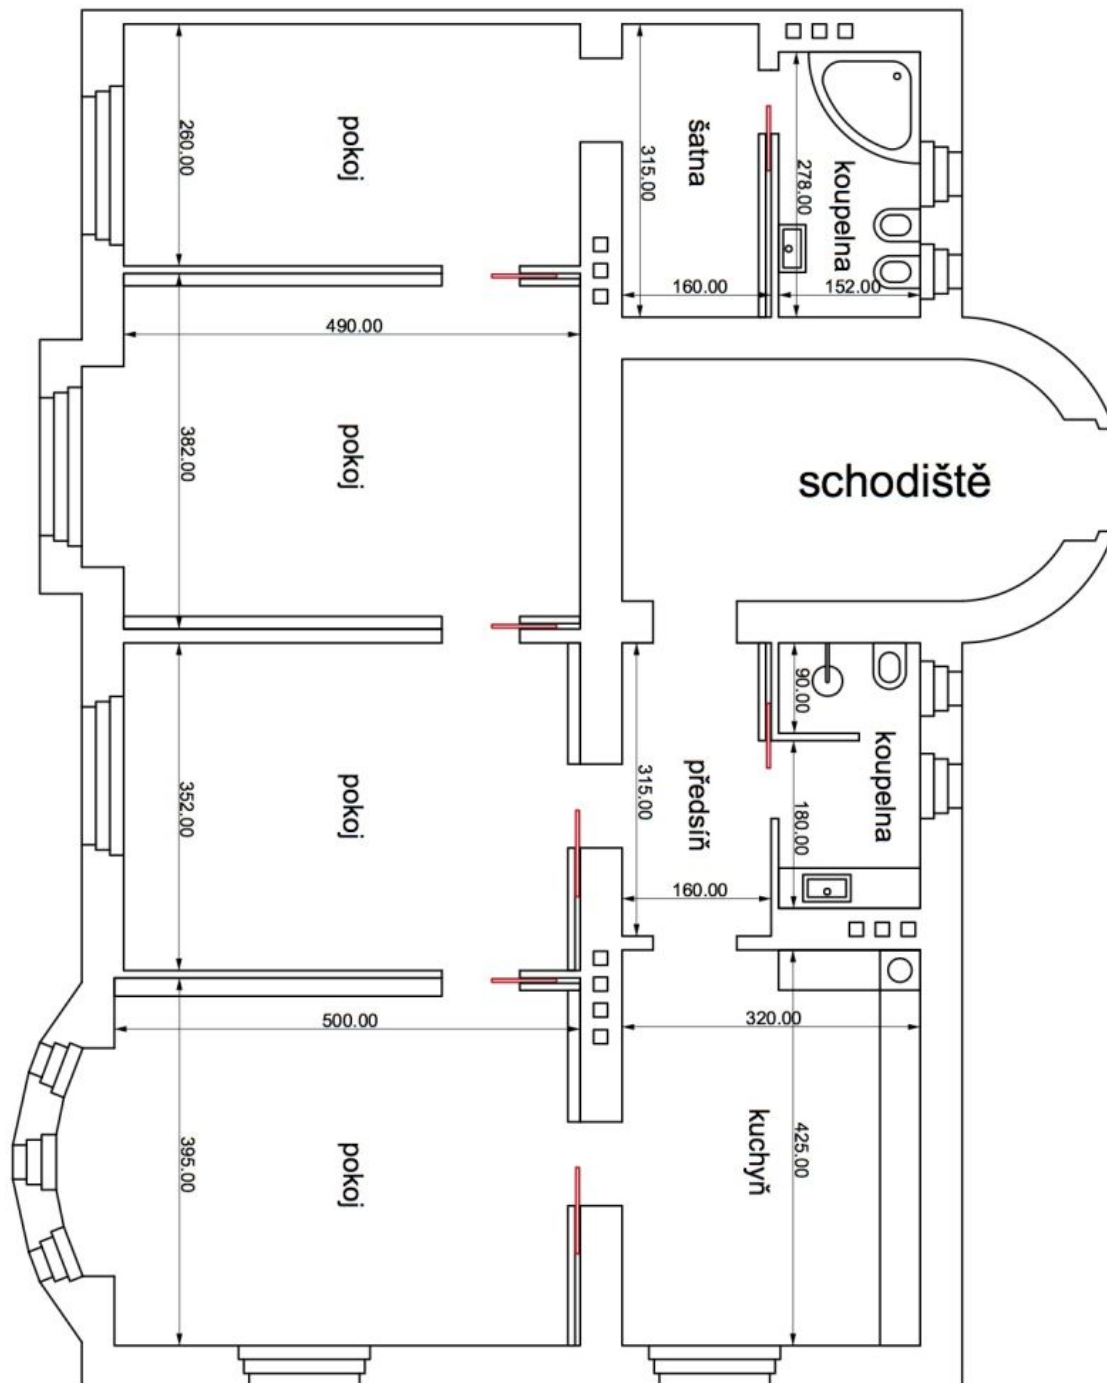 260.00
pokoj
315.00
šatna
278.00
koupelna
160.00
152.00
490.00
382.00
pokoj
schodiště
352.00
pokoj
315.00
předsíň
90.00
180.00
koupelna
160.00
500.00
320.00
395.00
pokoj
kuchyň
425.00